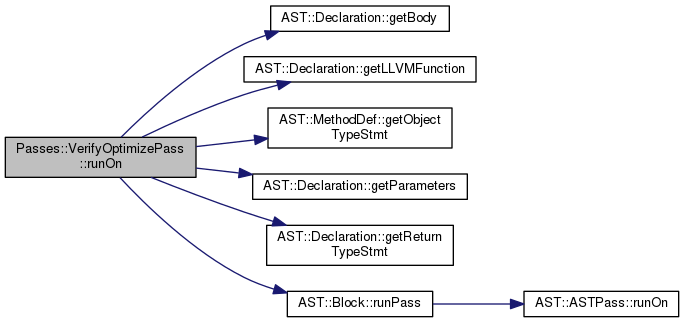 AST::Declaration::getBody
AST::Declaration::getLLVMFunction
AST::MethodDef::getObject
TypeStmt
Passes::VerifyOptimizePass
::runOn
AST::Declaration::getParameters
AST::Declaration::getReturn
TypeStmt
AST::Block::runPass
AST::ASTPass::runOn